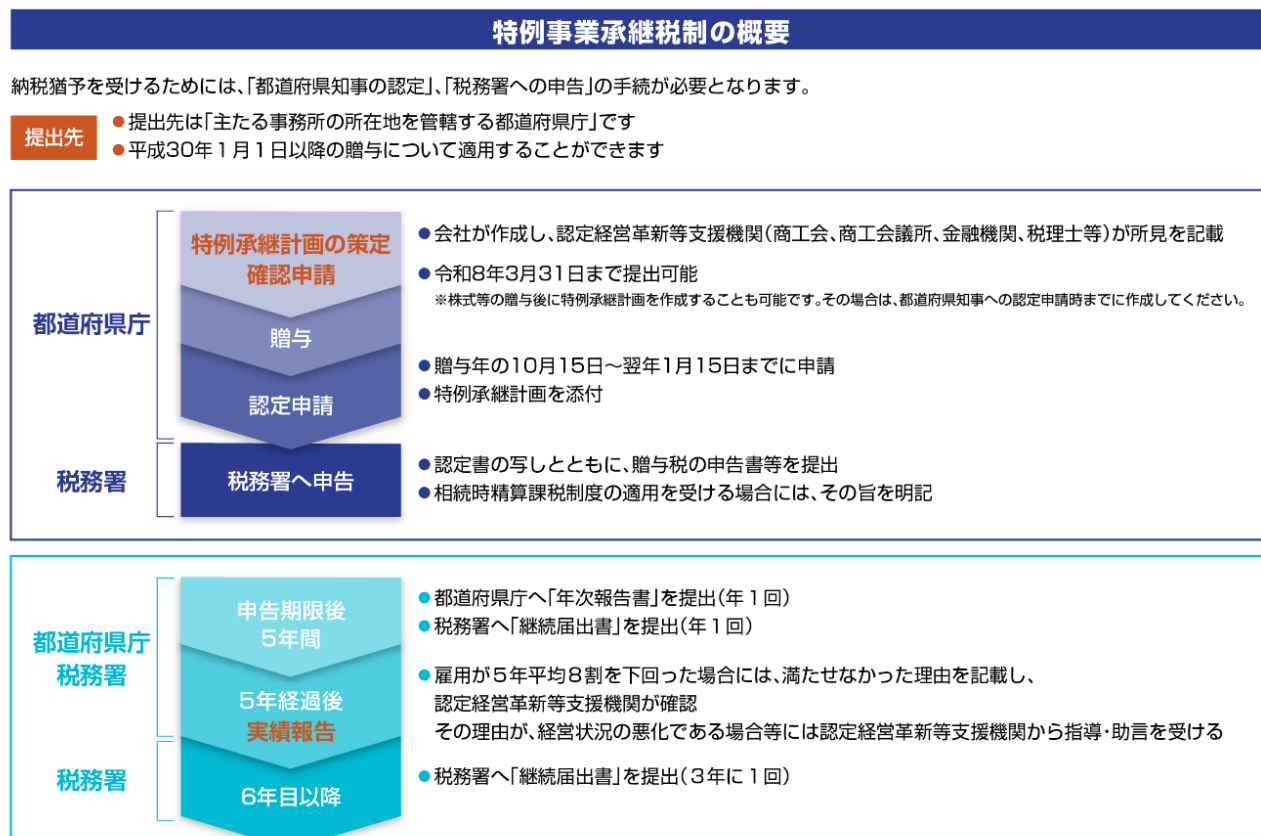 特例事業承継税制の概要
納税猶予を受けるためには、「都道府県知事の認定」、「税務署への申告」の手続が必要となります。
提出先
●提出先は「主たる事務所の所在地を管轄する都道府県庁」です
●平成30年1月1日以降の贈与について適用することができます
都道府県庁
特例承継計画の策定
確認申請
●会社が作成し、認定経営革新等支援機関(商工会、商工会議所、金融機関、税理士等)が所見を記載
●令和8年3月31日まで提出可能
※株式等の贈与後に特例承継計画を作成することも可能です。その場合は、都道府県知事への認定申請時までに作成してください。
贈与
認定申請
●贈与年の10月15日～翌年1月15日までに申請
●特例承継計画を添付
税務署
税務署へ申告
●認定書の写しとともに、贈与税の申告書等を提出
●相続時精算課税制度の適用を受ける場合には、その旨を明記
都道府県庁
税務署
申告期限後
5年間
●都道府県庁へ「年次報告書」を提出(年1回)
●税務署へ「継続届出書」を提出(年1回)
5年経過後
実績報告
●雇用が5年平均8割を下回った場合には、満たせなかった理由を記載し、
認定経営革新等支援機関が確認
その理由が、経営状況の悪化である場合等には認定経営革新等支援機関から指導・助言を受ける
税務署
6年目以降
●税務署へ「継続届出書」を提出(3年に1回)